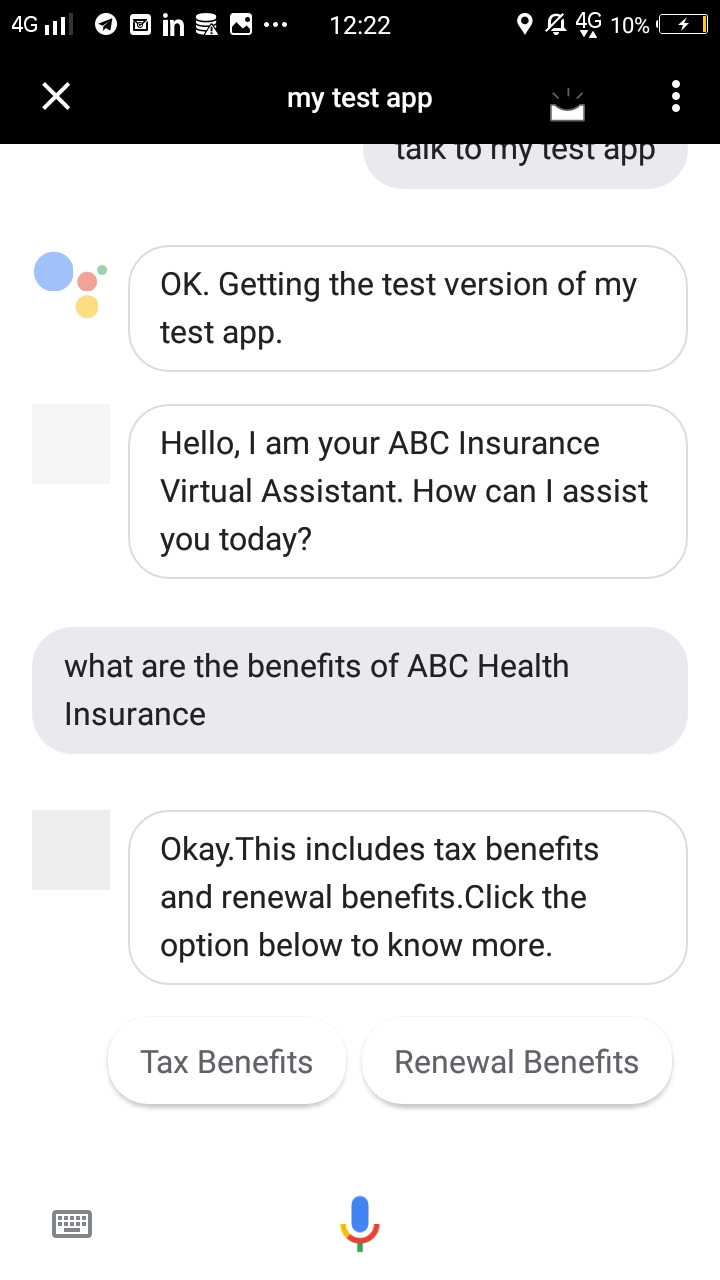 4G in ... 12:22 4G 10%
my test app
talk to my test app
OK. Getting the test version of my
test app.
Hello, I am your ABC Insurance
Virtual Assistant. How can I assist
you today?
what are the benefits of ABC Health
Insurance
Okay.This includes tax benefits
and renewal benefits.Click the
option below to know more.
Tax Benefits Renewal Benefits